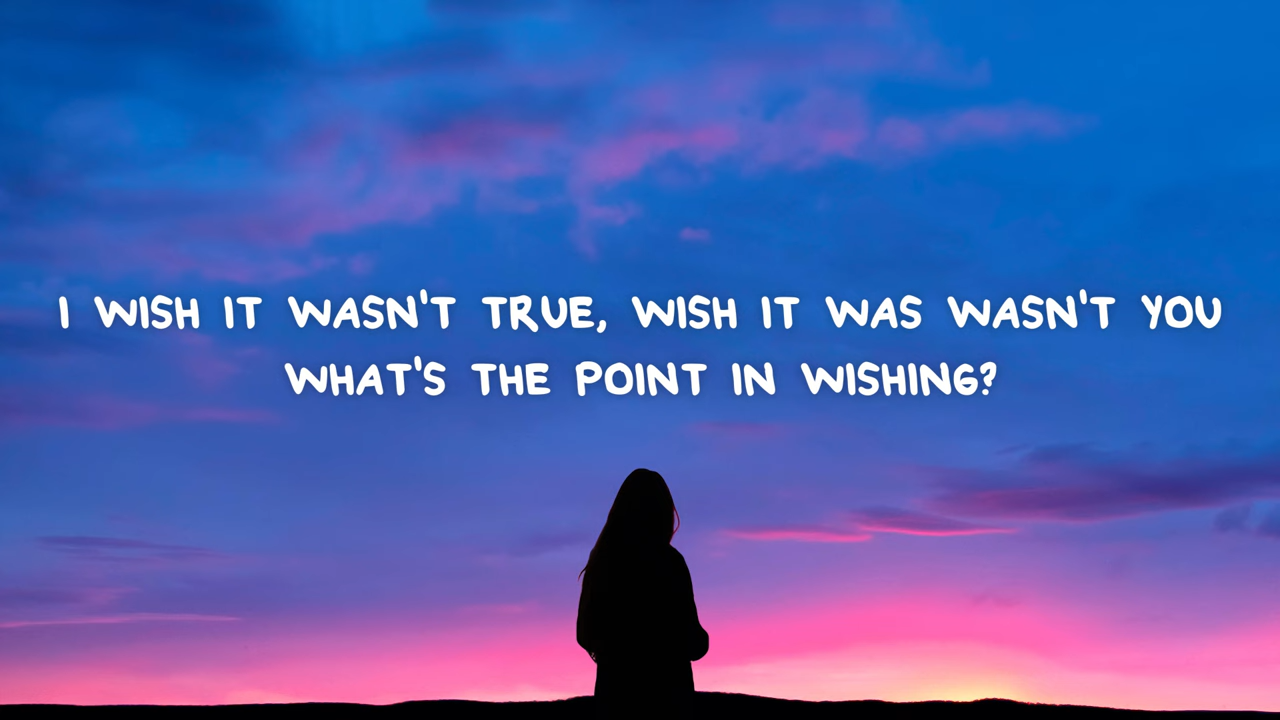 I WISH IT WASN'T TRUE, WISH IT WAS WASN'T YOU
WHAT'S THE POINT IN WISHING?